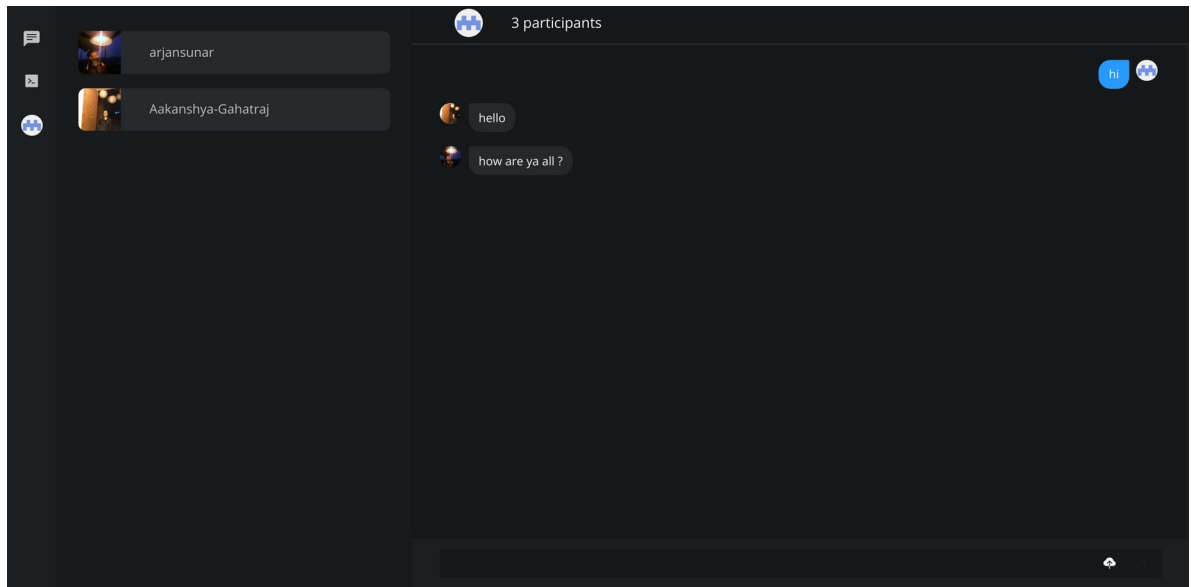 arjansunar
Aakanshya-Gahatraj
3 participants
hi
hello
how are ya all ?